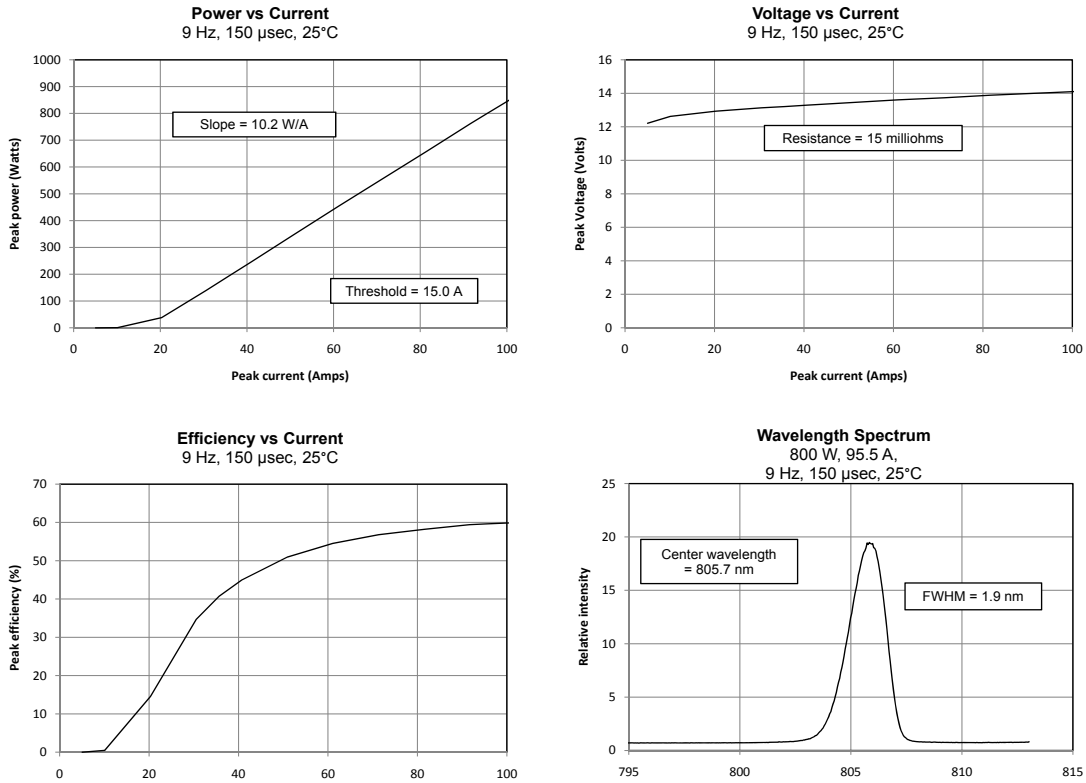 Power vs Current
9 Hz, 150 µsec, 25°C
1000
900
800
700
600
500
400
300
200
100
0
0 20 40 60 80 100
Peak power (Watts)
Peak current (Amps)
Slope = 10.2 W/A
Threshold = 15.0 A
Voltage vs Current
9 Hz, 150 µsec, 25°C
16
14
12
10
8
6
4
2
0
0 20 40 60 80 100
Peak Voltage (Volts)
Peak current (Amps)
Resistance = 15 milliohms
Efficiency vs Current
9 Hz, 150 µsec, 25°C
70
60
50
40
30
20
10
0
0 20 40 60 80 100
Peak efficiency (%)
Wavelength Spectrum
800 W, 95.5 A,
9 Hz, 150 µsec, 25°C
25
20
15
10
5
0
795 800 805 810 815
Relative intensity
Center wavelength
= 805.7 nm
FWHM = 1.9 nm